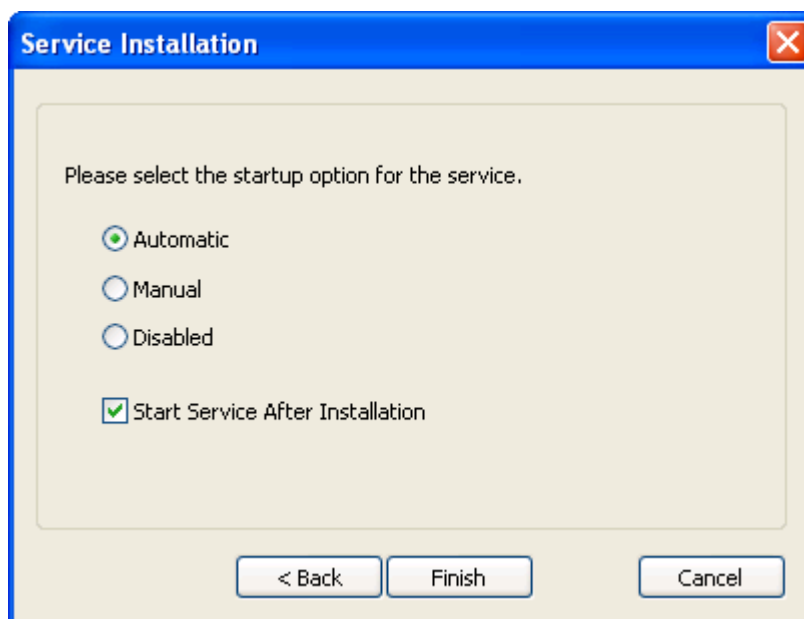 Service Installation
Please select the startup option for the service.
Automatic
Manual
Disabled
Start Service After Installation
< Back
Finish
Cancel